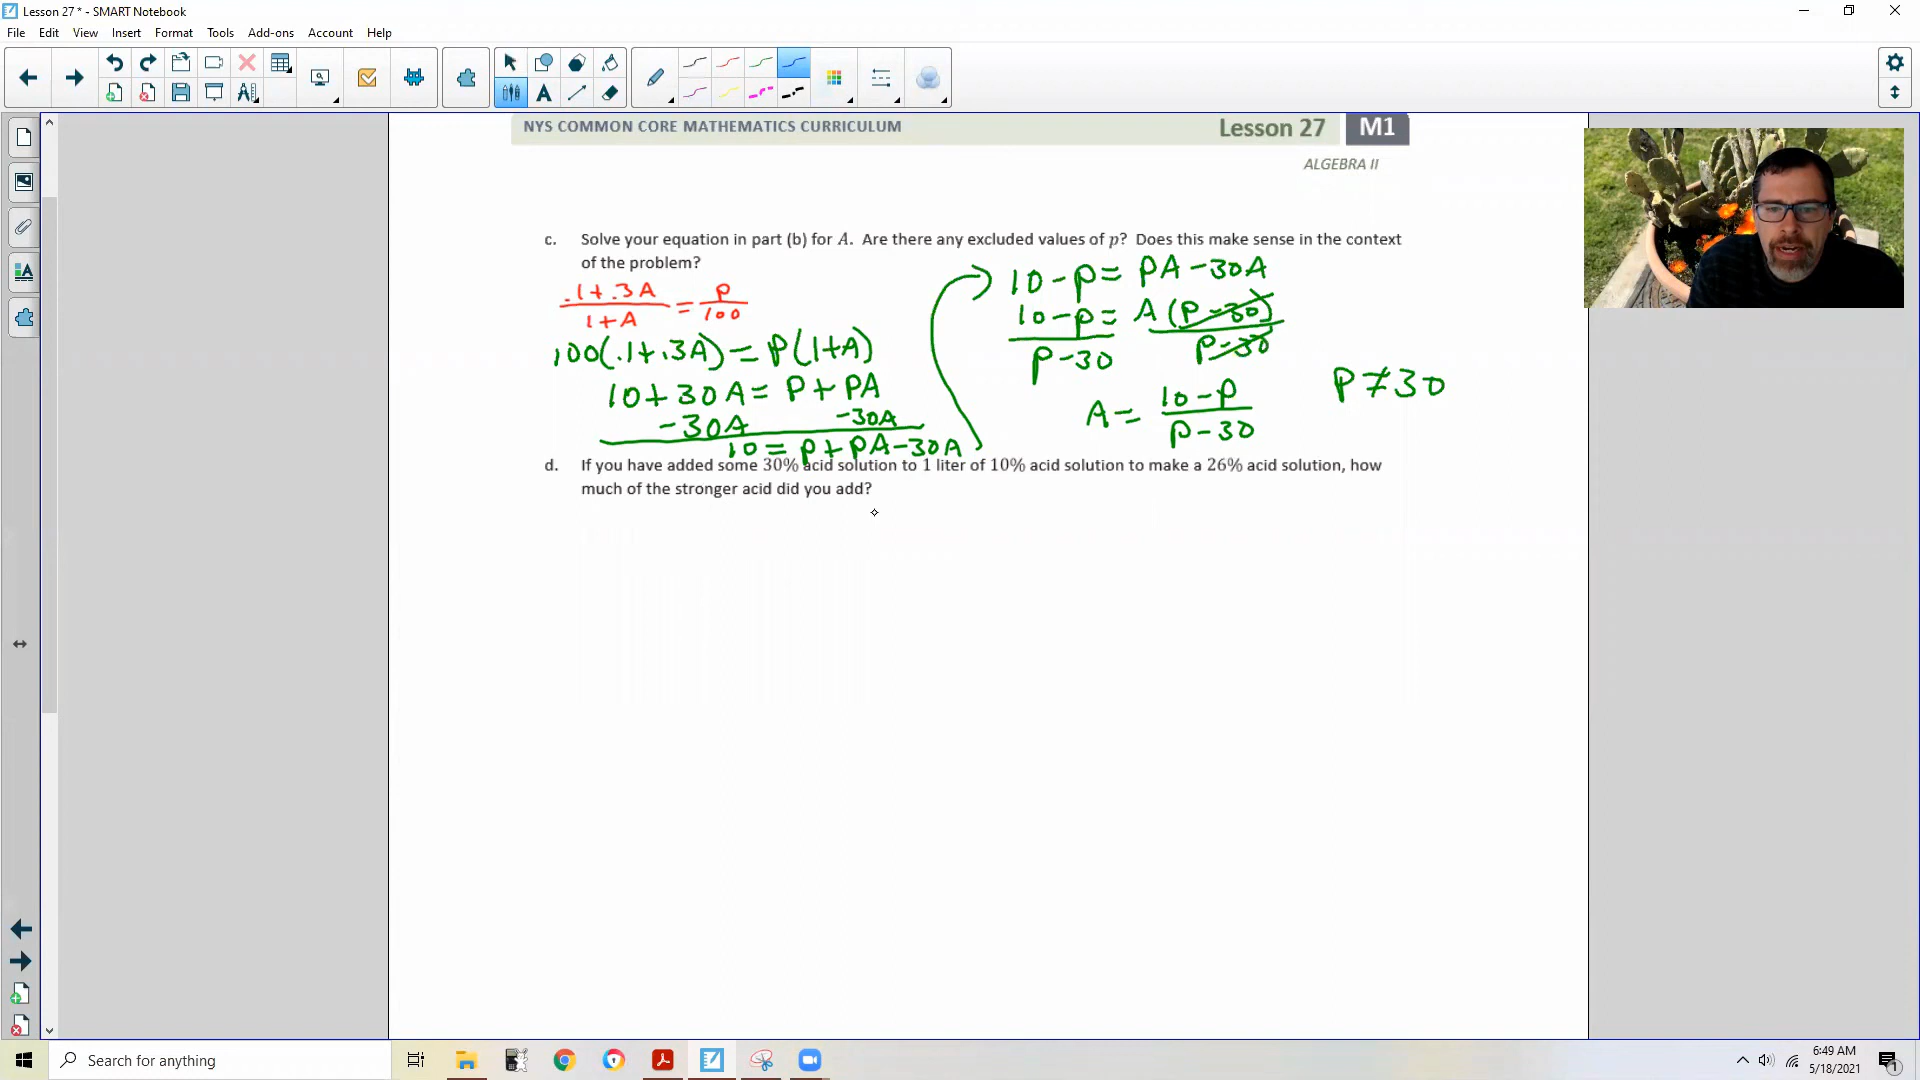 Lesson 27 * - SMART Notebook
File Edit View Insert Format Tools Add-ons Account Help
NYS COMMON CORE MATHEMATICS CURRICULUM
Lesson 27 M1
ALGEBRA II
c. Solve your equation in part (b) for A. Are there any excluded values of p? Does this make sense in the context
of the problem?
.1+.3A / 1+A = P / 100
100(.1+.3A) = P(1+A)
10+30A = P+PA
-30A -30A
10 = P+PA-30A
10-P = PA-30A
10-P = A(P-30)
P-30 P-30
A = 10-P / P-30
P≠30
d. If you have added some 30% acid solution to 1 liter of 10% acid solution to make a 26% acid solution, how
much of the stronger acid did you add?
Search for anything
6:49 AM
5/18/2021
1